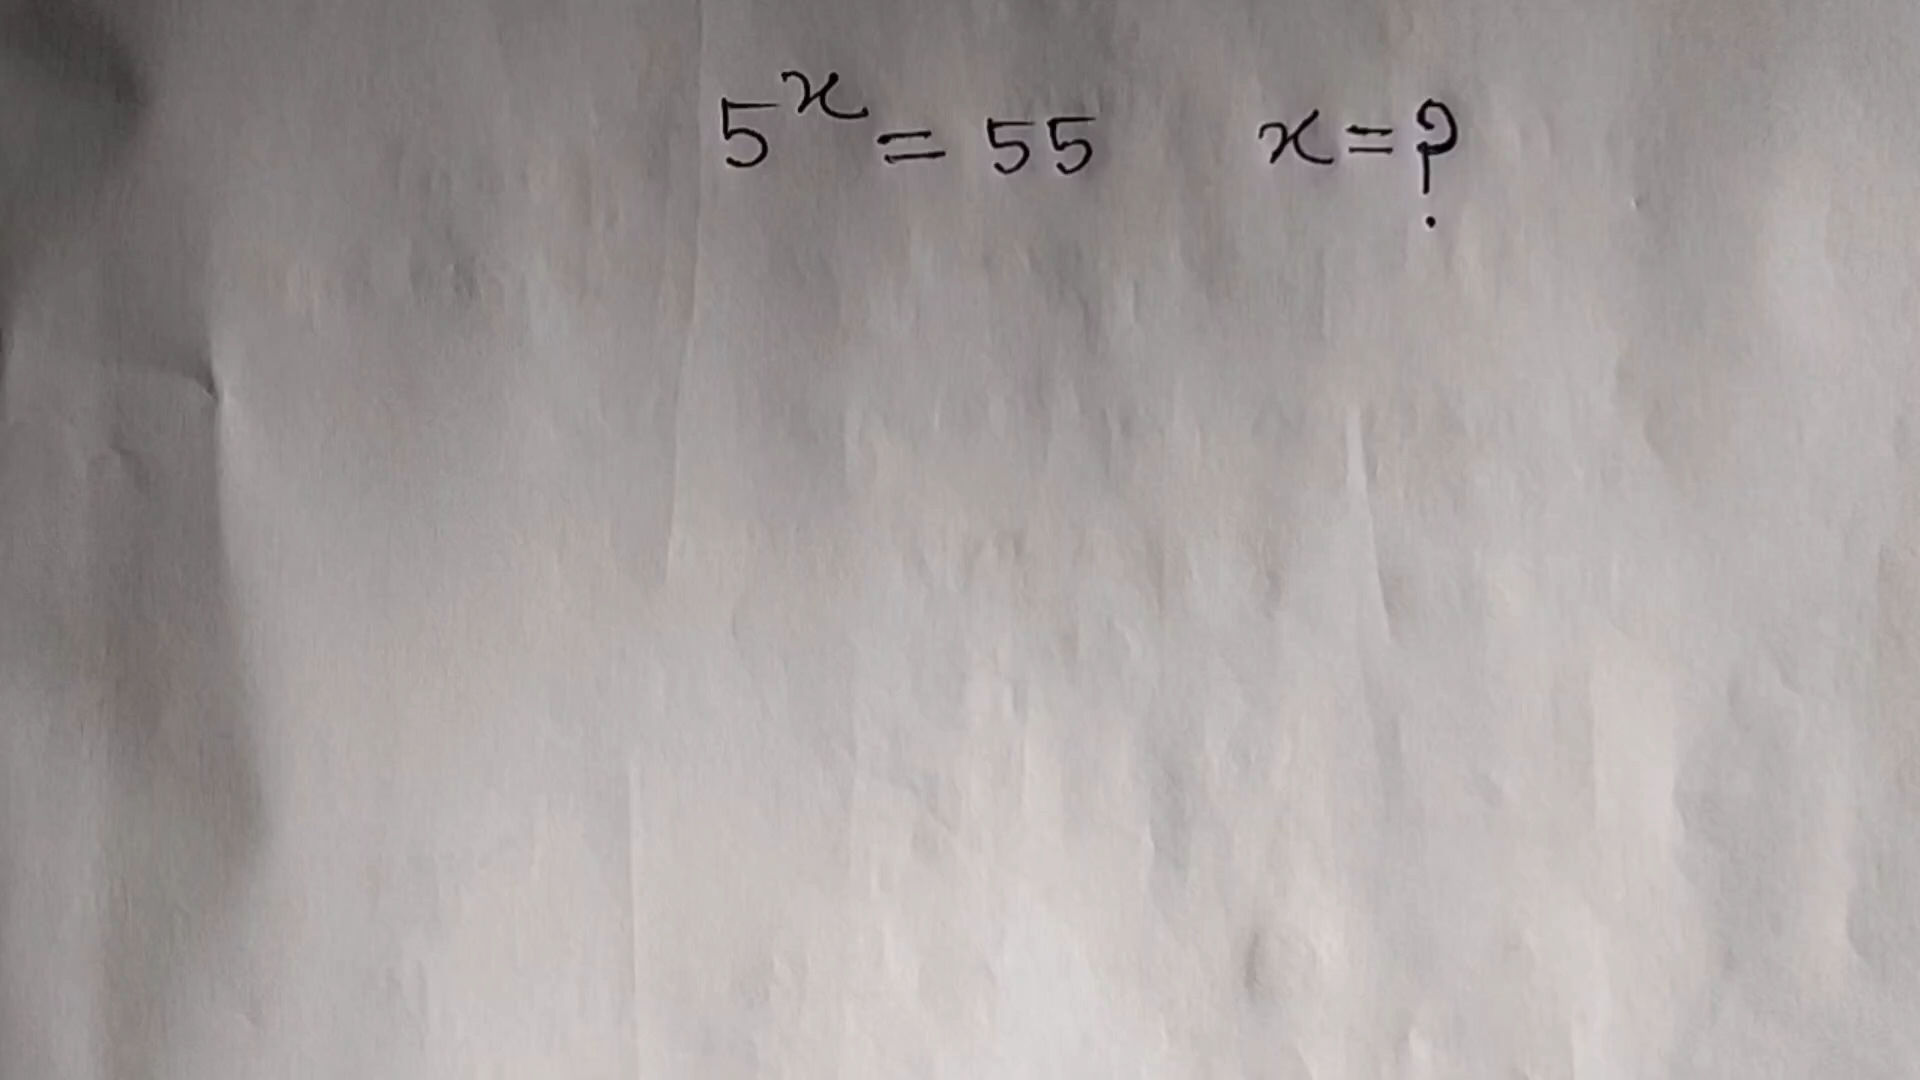 5^x = 55 x = ?